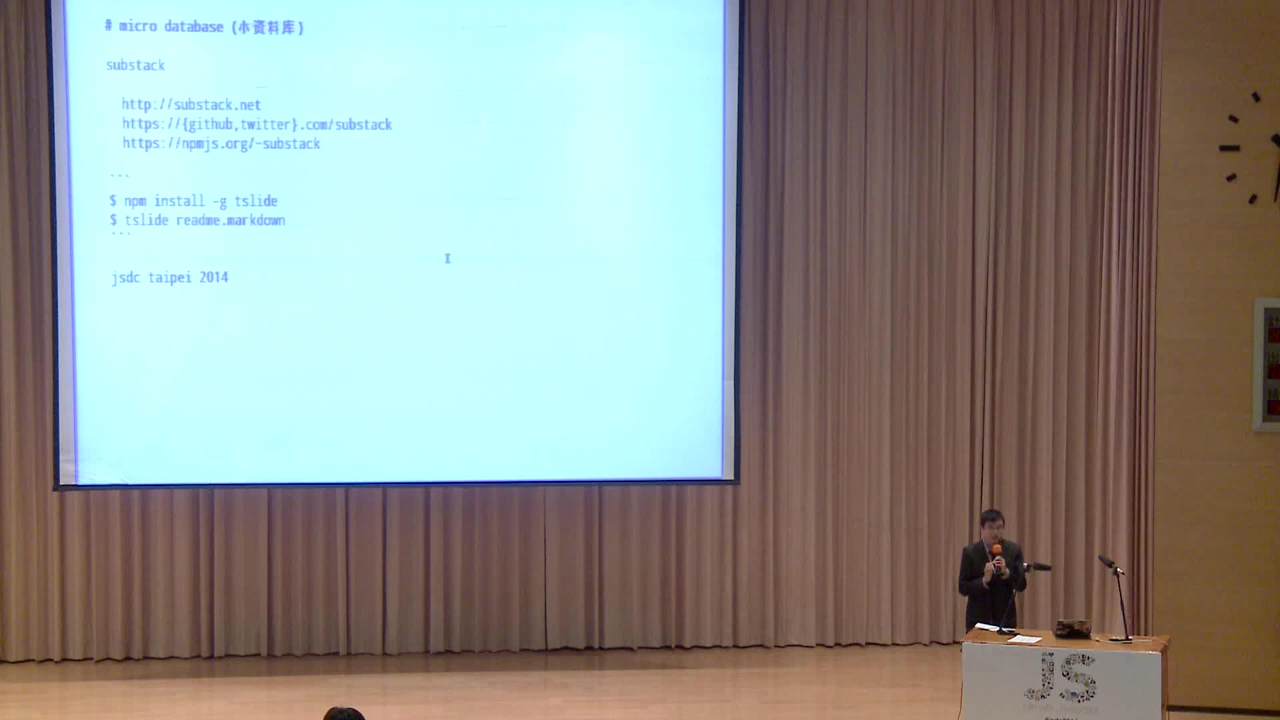 # micro database (小资料库)
substack
http://substack.net
https://{github,twitter}.com/substack
https://npmjs.org/~substack
```
$ npm install -g tslide
$ tslide readme.markdown
```
jsdc taipei 2014
JS